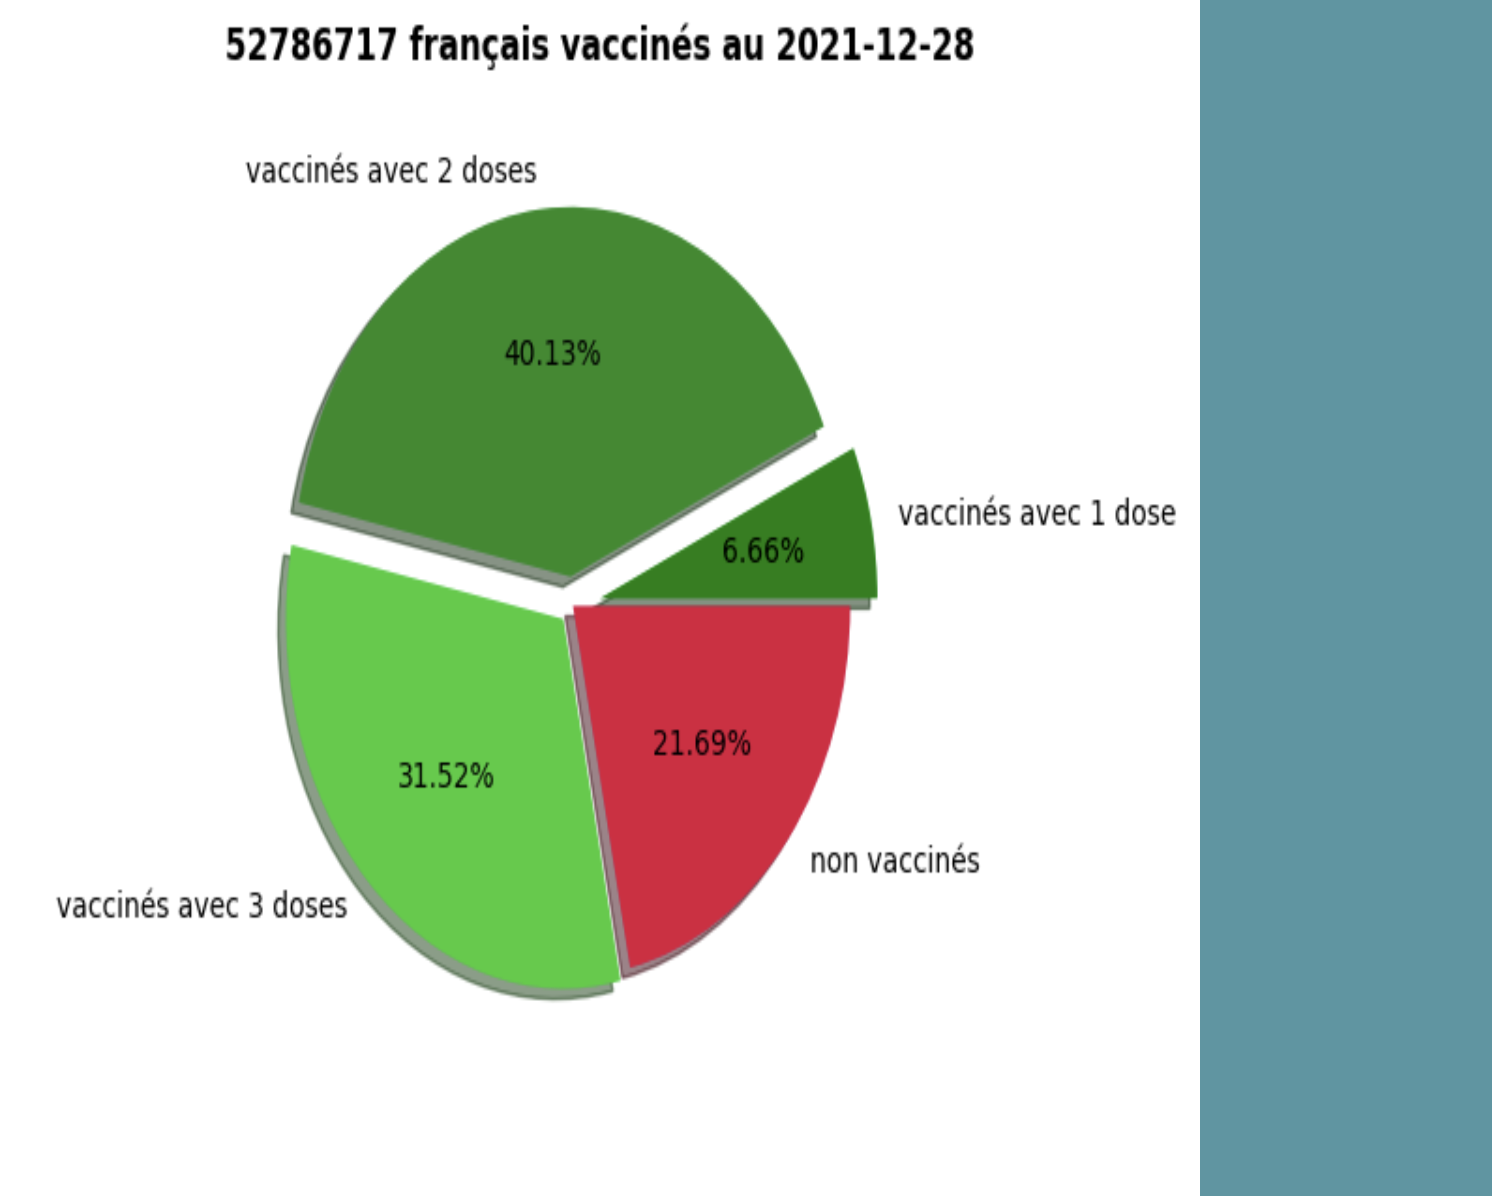 52786717 français vaccinés au 2021-12-28
vaccinés avec 2 doses
40.13%
vaccinés avec 1 dose
6.66%
21.69%
31.52%
non vaccinés
vaccinés avec 3 doses